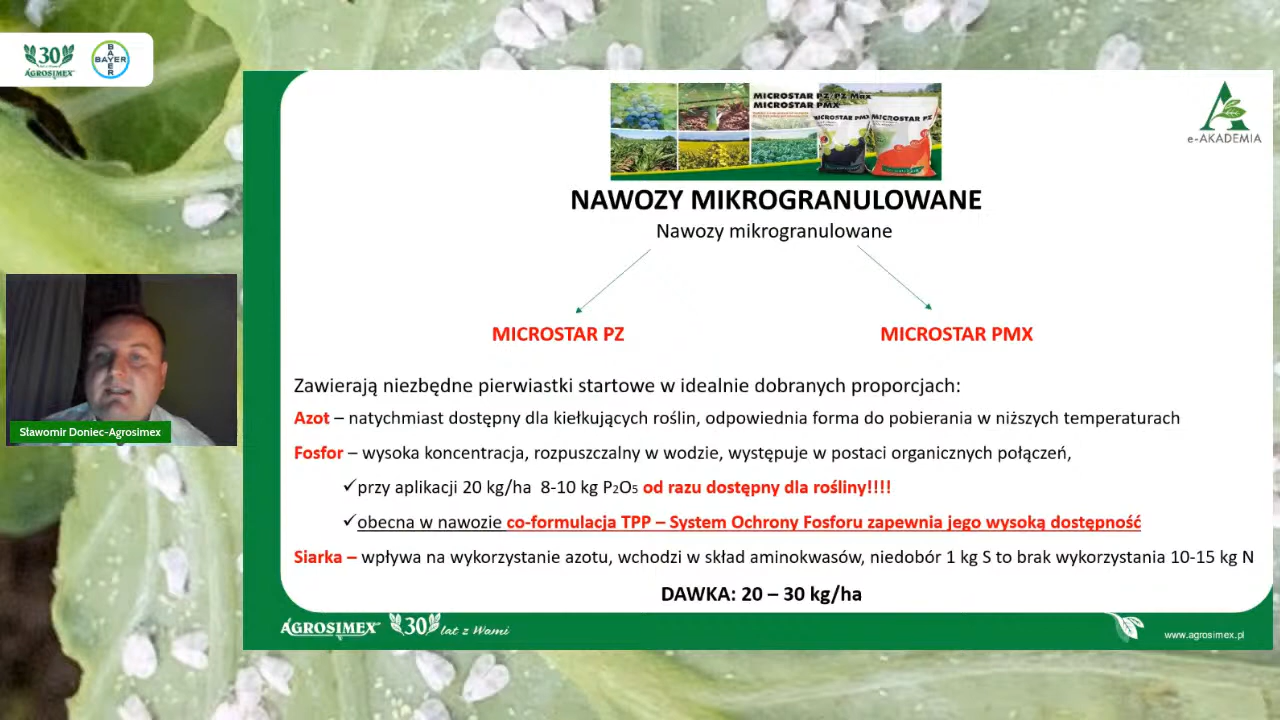 30
AGROSIMEX
BAYER
BAYER
MICROSTAR PZ/PZ Max
MICROSTAR PMX
MICROSTAR PMX
MICROSTAR PZ
e-AKADEMIA
NAWOZY MIKROGRANULOWANE
Nawozy mikrogranulowane
MICROSTAR PZ
MICROSTAR PMX
Zawierają niezbędne pierwiastki startowe w idealnie dobranych proporcjach:
Azot – natychmiast dostępny dla kiełkujących roślin, odpowiednia forma do pobierania w niższych temperaturach
Fosfor – wysoka koncentracja, rozpuszczalny w wodzie, występuje w postaci organicznych połączeń,
✓przy aplikacji 20 kg/ha 8-10 kg P2O5 od razu dostępny dla rośliny!!!!
✓obecna w nawozie co-formulacja TPP – System Ochrony Fosforu zapewnia jego wysoką dostępność
Siarka – wpływa na wykorzystanie azotu, wchodzi w skład aminokwasów, niedobór 1 kg S to brak wykorzystania 10-15 kg N
DAWKA: 20 – 30 kg/ha
Sławomir Doniec-Agrosimex
AGROSIMEX 30 lat z Wami
www.agrosimex.pl